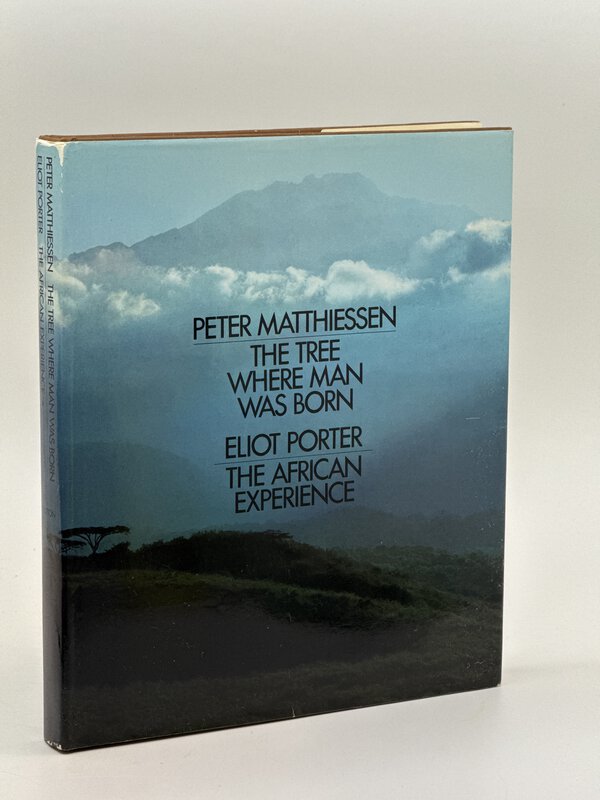 PETER MATTHIESSEN
THE TREE
WHERE MAN
WAS BORN
ELIOT PORTER
THE AFRICAN
EXPERIENCE
PETER MATTHIESSEN THE TREE WHERE MAN WAS BORN
ELIOT PORTER THE AFRICAN EXPERIENCE